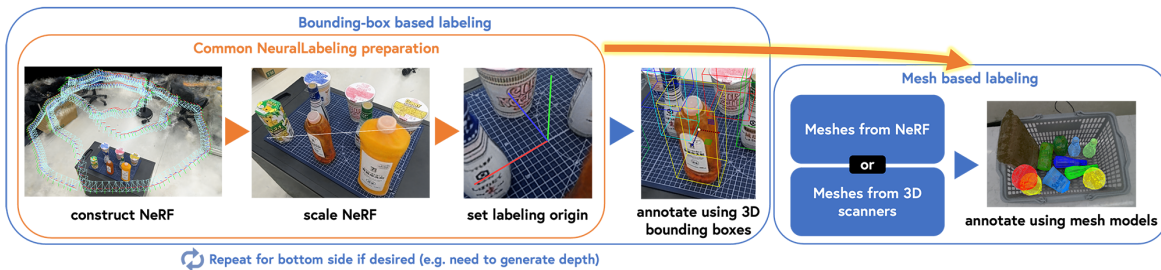 Bounding-box based labeling
Common NeuralLabeling preparation
construct NeRF
scale NeRF
set labeling origin
annotate using 3D
bounding boxes
Repeat for bottom side if desired (e.g. need to generate depth)
Mesh based labeling
Meshes from NeRF
or
Meshes from 3D
scanners
annotate using mesh models